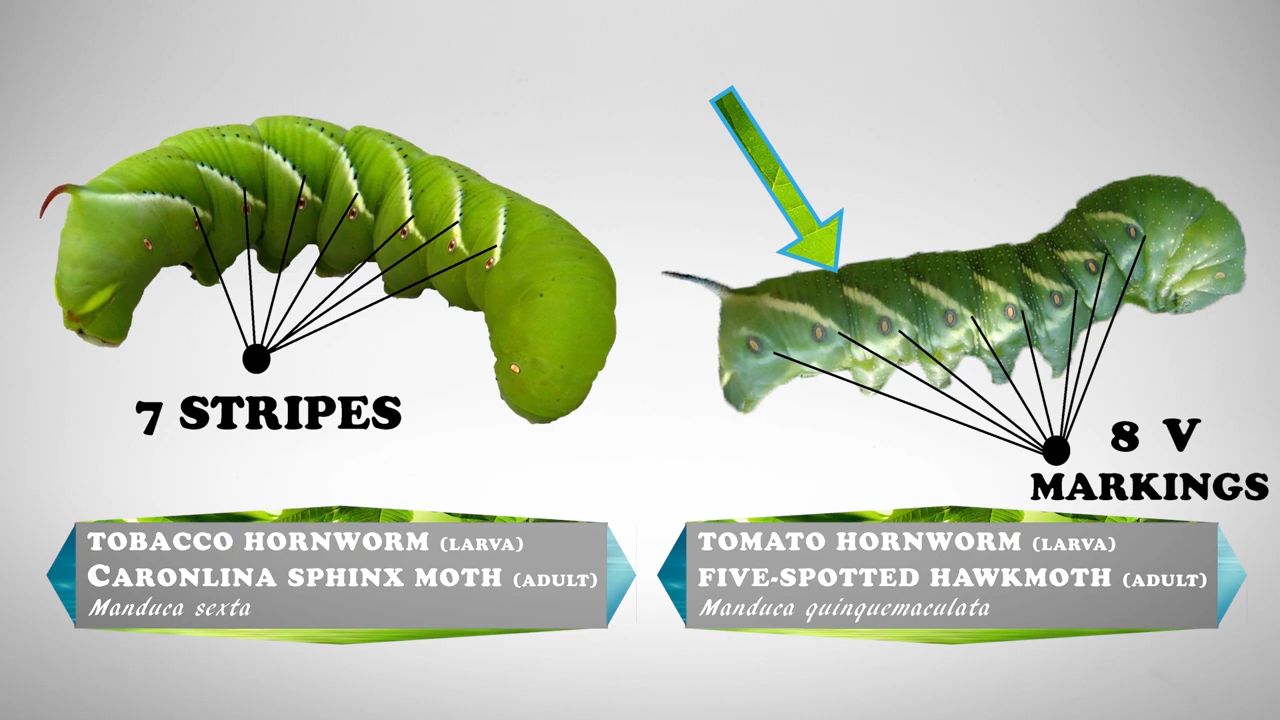 7 STRIPES
8 V
MARKINGS
TOBACCO HORNWORM (LARVA)
CARONLINA SPHINX MOTH (ADULT)
Manduca sexta
TOMATO HORNWORM (LARVA)
FIVE-SPOTTED HAWKMOTH (ADULT)
Manduca quinquemaculata